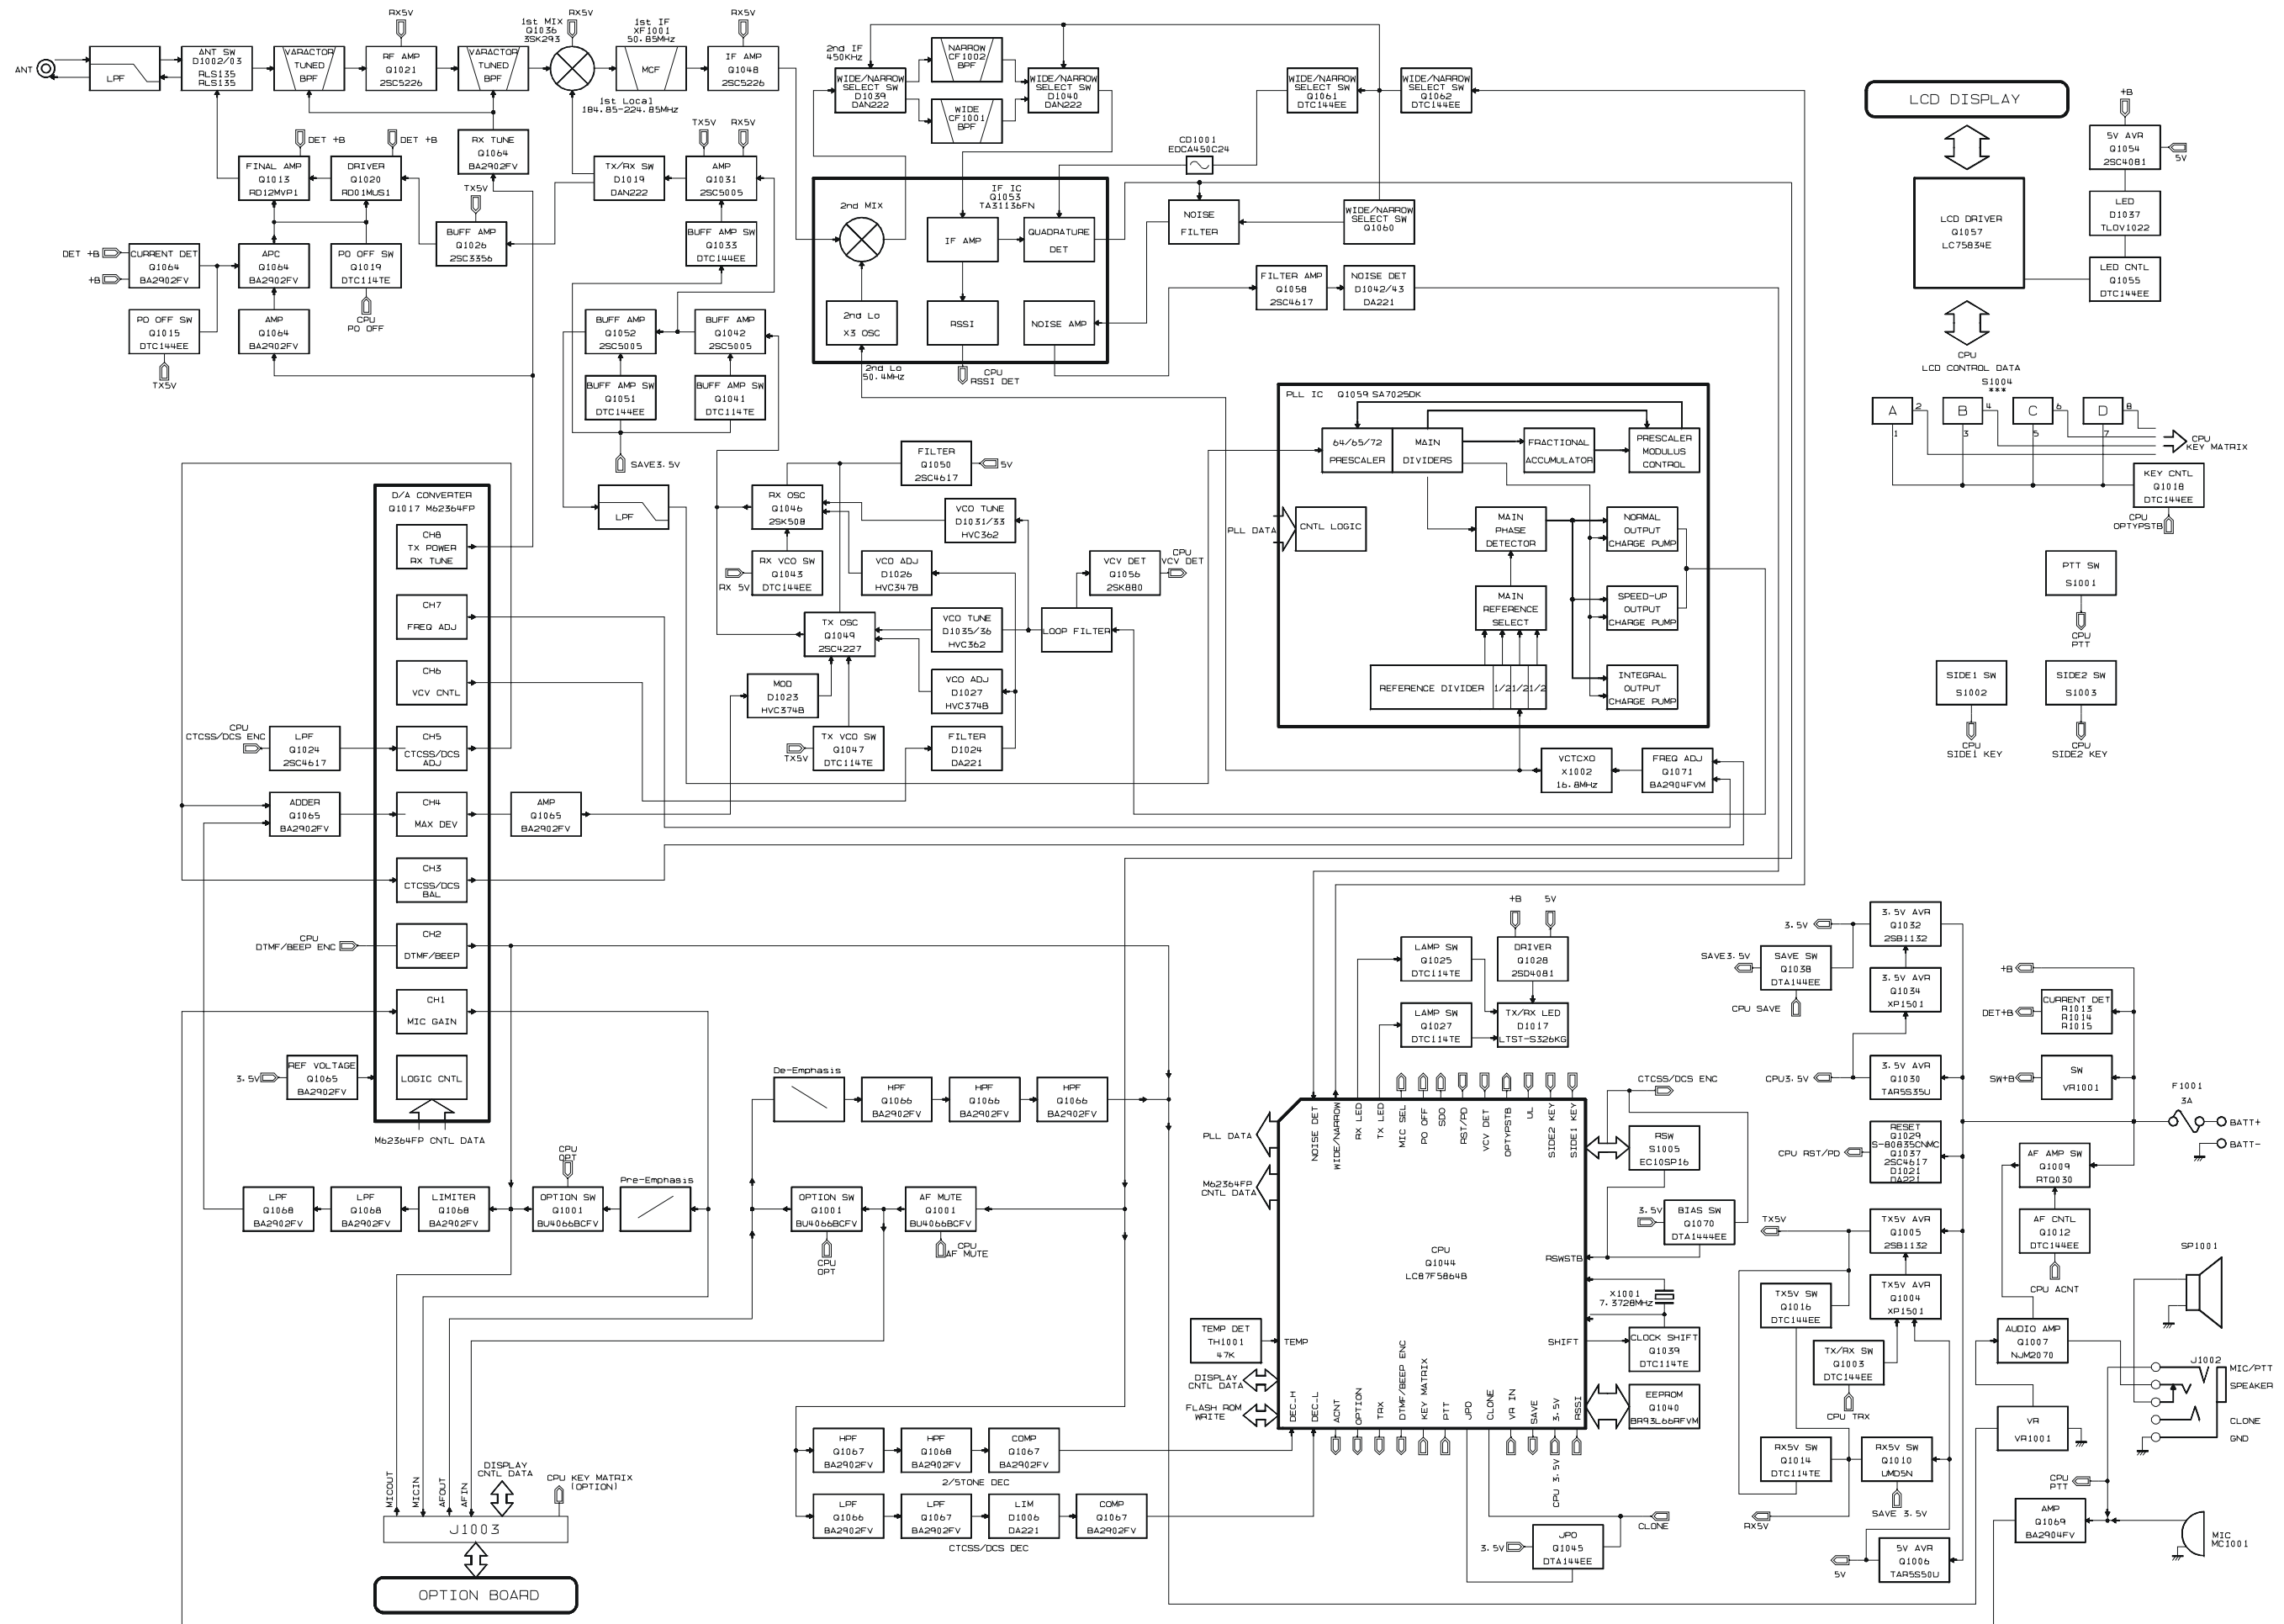 ANT
LPF
ANT SW
D1002/03
RLS135
RLS135
VARACTOR
TUNED
BPF
RX5V
RF AMP
Q1021
2SC5226
VARACTOR
TUNED
BPF
1st MIX
Q1036
3SK293
RX5V
1st Local
184.85-224.85MHz
1st IF
XF1001
50.85MHz
MCF
RX5V
IF AMP
Q1048
2SC5226
2nd IF
450KHz
WIDE/NARROW
SELECT SW
D1039
DAN222
NARROW
CF1002
BPF
WIDE
CF1001
BPF
WIDE/NARROW
SELECT SW
D1040
DAN222
WIDE/NARROW
SELECT SW
Q1061
DTC144EE
WIDE/NARROW
SELECT SW
Q1062
DTC144EE
CD1001
EDCA450C24
DET +B
DET +B
FINAL AMP
Q1013
RD12MVP1
DRIVER
Q1020
RD01MUS1
RX TUNE
Q1064
BA2902FV
TX5V
BUFF AMP
Q1026
2SC3356
TX/RX SW
D1019
DAN222
TX5V
RX5V
AMP
Q1031
2SC5005
BUFF AMP SW
Q1033
DTC144EE
DET +B
+B
CURRENT DET
Q1064
BA2902FV
APC
Q1064
BA2902FV
PO OFF SW
Q1019
DTC114TE
CPU
PO OFF
PO OFF SW
Q1015
DTC144EE
TX5V
AMP
Q1064
BA2902FV
BUFF AMP
Q1052
2SC5005
BUFF AMP
Q1042
2SC5005
BUFF AMP SW
Q1051
DTC144EE
BUFF AMP SW
Q1041
DTC114TE
SAVE3.5V
LPF
IF IC
Q1053
TA31136FN
2nd MIX
IF AMP
QUADRATURE
DET
2nd Lo
X3 OSC
RSSI
NOISE AMP
2nd Lo
50.4MHz
CPU
RSSI DET
NOISE
FILTER
WIDE/NARROW
SELECT SW
Q1060
FILTER AMP
Q1058
2SC4617
NOISE DET
D1042/43
DA221
LCD DISPLAY
LCD DRIVER
Q1057
LC75834E
CPU
LCD CONTROL DATA
+B
5V AVR
Q1054
2SC4081
5V
LED
D1037
TLOV1022
LED CNTL
Q1055
DTC144EE
S1004
***
A
2
1
B
4
3
C
6
5
D
8
7
CPU
KEY MATRIX
KEY CNTL
Q1018
DTC144EE
CPU
OPTYPSTB
PTT SW
S1001
CPU
PTT
SIDE1 SW
S1002
CPU
SIDE1 KEY
SIDE2 SW
S1003
CPU
SIDE2 KEY
PLL IC Q1059 SA7025DK
64/65/72
PRESCALER
MAIN
DIVIDERS
FRACTIONAL
ACCUMULATOR
PRESCALER
MODULUS
CONTROL
PLL DATA
CNTL LOGIC
MAIN
PHASE
DETECTOR
NORMAL
OUTPUT
CHARGE PUMP
MAIN
REFERENCE
SELECT
SPEED-UP
OUTPUT
CHARGE PUMP
REFERENCE DIVIDER
1/2
1/2
1/2
INTEGRAL
OUTPUT
CHARGE PUMP
VCTCXO
X1002
16.8MHz
FREQ ADJ
Q1071
BA2904FVM
FILTER
Q1050
2SC4617
5V
RX OSC
Q1046
2SK508
VCO TUNE
D1031/33
HVC362
RX 5V
RX VCO SW
Q1043
DTC144EE
VCO ADJ
D1026
HVC347B
VCV DET
Q1056
2SK880
CPU
VCV DET
TX OSC
Q1049
2SC4227
VCO TUNE
D1035/36
HVC362
LOOP FILTER
MOD
D1023
HVC374B
VCO ADJ
D1027
HVC374B
TX5V
TX VCO SW
Q1047
DTC114TE
FILTER
D1024
DA221
D/A CONVERTER
Q1017 M62364FP
CH8
TX POWER
RX TUNE
CH7
FREQ ADJ
CH6
VCV CNTL
CH5
CTCSS/DCS
ADJ
CH4
MAX DEV
CH3
CTCSS/DCS
BAL
CH2
DTMF/BEEP
CH1
MIC GAIN
LOGIC CNTL
M62364FP CNTL DATA
CPU
CTCSS/DCS ENC
LPF
Q1024
2SC4617
ADDER
Q1065
BA2902FV
AMP
Q1065
BA2902FV
CPU
DTMF/BEEP ENC
3.5V
REF VOLTAGE
Q1065
BA2902FV
LPF
Q1068
BA2902FV
LPF
Q1068
BA2902FV
LIMITER
Q1068
BA2902FV
CPU
OPT
OPTION SW
Q1001
BU4066BCFV
Pre-Emphasis
De-Emphasis
HPF
Q1066
BA2902FV
HPF
Q1066
BA2902FV
HPF
Q1066
BA2902FV
OPTION SW
Q1001
BU4066BCFV
CPU
OPT
AF MUTE
Q1001
BU4066BCFV
CPU
AF MUTE
MICOUT
MICIN
AFOUT
AFIN
DISPLAY
CNTL DATA
CPU KEY MATRIX
(OPTION)
J1003
OPTION BOARD
HPF
Q1067
BA2902FV
HPF
Q1068
BA2902FV
COMP
Q1067
BA2902FV
2/5TONE DEC
LPF
Q1066
BA2902FV
LPF
Q1067
BA2902FV
LIM
D1006
DA221
COMP
Q1067
BA2902FV
CTCSS/DCS DEC
LAMP SW
Q1025
DTC114TE
+B
5V
DRIVER
Q1028
2SD4081
LAMP SW
Q1027
DTC114TE
TX/RX LED
D1017
LTST-S326KG
PLL DATA
M62364FP
CNTL DATA
NOISE DET
WIDE/NARROW
RX LED
TX LED
MIC SEL
PO OFF
SDO
RST/PD
VCV DET
OPTYPSTB
UL
SIDE2 KEY
SIDE1 KEY
CPU
Q1044
LC87F5864B
RSWSTB
SHIFT
TEMP
TEMP DET
TH1001
47K
DISPLAY
CNTL DATA
FLASH ROM
WRITE
DEC_H
DEC_L
ACNT
OPTION
TRX
DTMF/BEEP ENC
KEY MATRIX
PTT
JPO
CLONE
VR IN
SAVE
3.5V
RSSI
CPU 3.5V
CTCSS/DCS ENC
RSW
S1005
EC10SP16
3.5V
BIAS SW
Q1070
DTA1444EE
X1001
7.3728MHz
CLOCK SHIFT
Q1039
DTC114TE
EEPROM
Q1040
BR93L66RFVM
CLONE
3.5V
JPO
Q1045
DTA144EE
3.5V
3.5V AVR
Q1032
2SB1132
SAVE3.5V
SAVE SW
Q1038
DTA144EE
CPU SAVE
3.5V AVR
Q1034
XP1501
CPU3.5V
3.5V AVR
Q1030
TAR5S35U
CPU RST/PD
RESET
Q1029
S-80835CNMC
Q1037
2SC4617
D1021
DA221
TX5V
TX5V AVR
Q1005
2SB1132
TX5V SW
Q1016
DTC144EE
TX5V AVR
Q1004
XP1501
TX/RX SW
Q1003
DTC144EE
CPU TRX
RX5V SW
Q1014
DTC114TE
RX5V SW
Q1010
UMD5N
SAVE 3.5V
RX5V
5V
5V AVR
Q1006
TAR5S50U
+B
DET+B
CURRENT DET
R1013
R1014
R1015
SW+B
SW
VR1001
F1001
3A
BATT+
BATT-
AF AMP SW
Q1009
RTQ030
AF CNTL
Q1012
DTC144EE
CPU ACNT
SP1001
AUDIO AMP
Q1007
NJM2070
J1002
MIC/PTT
SPEAKER
CLONE
GND
VR
VR1001
CPU
PTT
AMP
Q1069
BA2904FV
MIC
MC1001